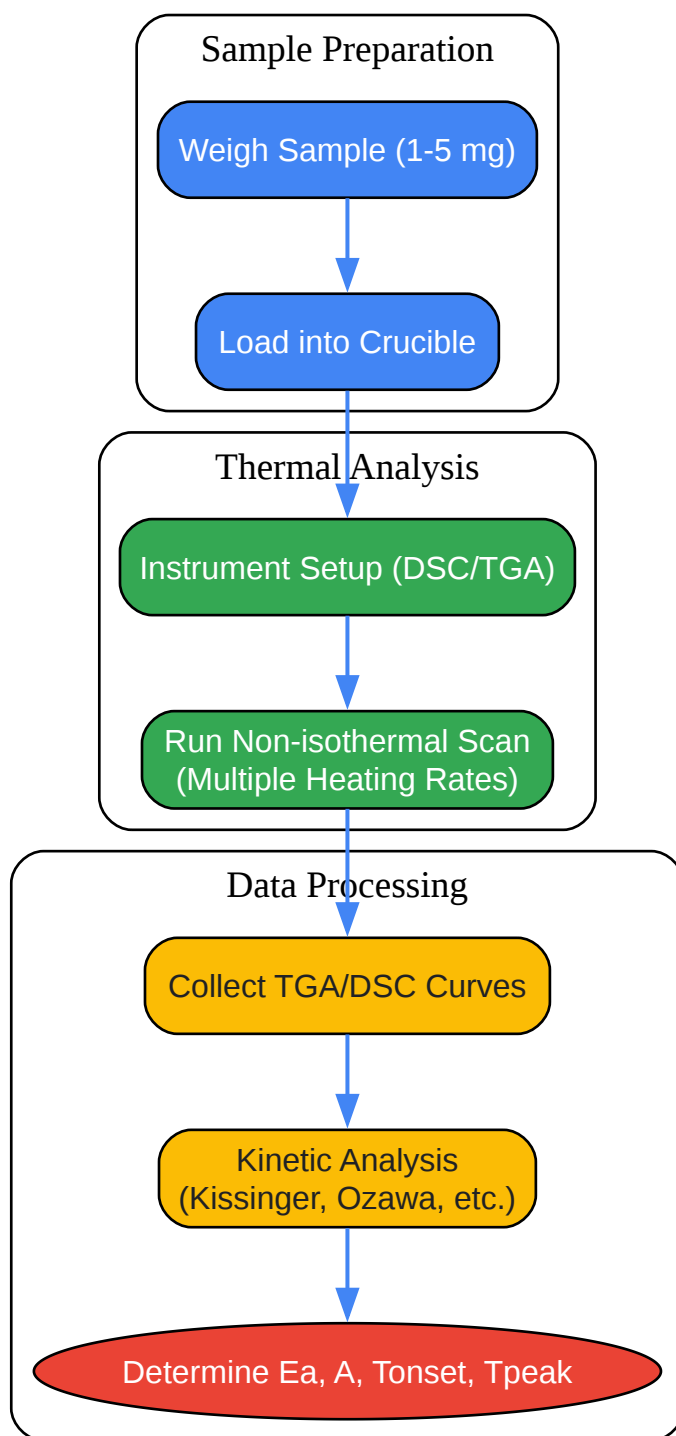 Sample Preparation
Weigh Sample (1-5 mg)
Load into Crucible
Thermal Analysis
Instrument Setup (DSC/TGA)
Run Non-isothermal Scan
(Multiple Heating Rates)
Data Processing
Collect TGA/DSC Curves
Kinetic Analysis
(Kissinger, Ozawa, etc.)
Determine Ea, A, Tonset, Tpeak